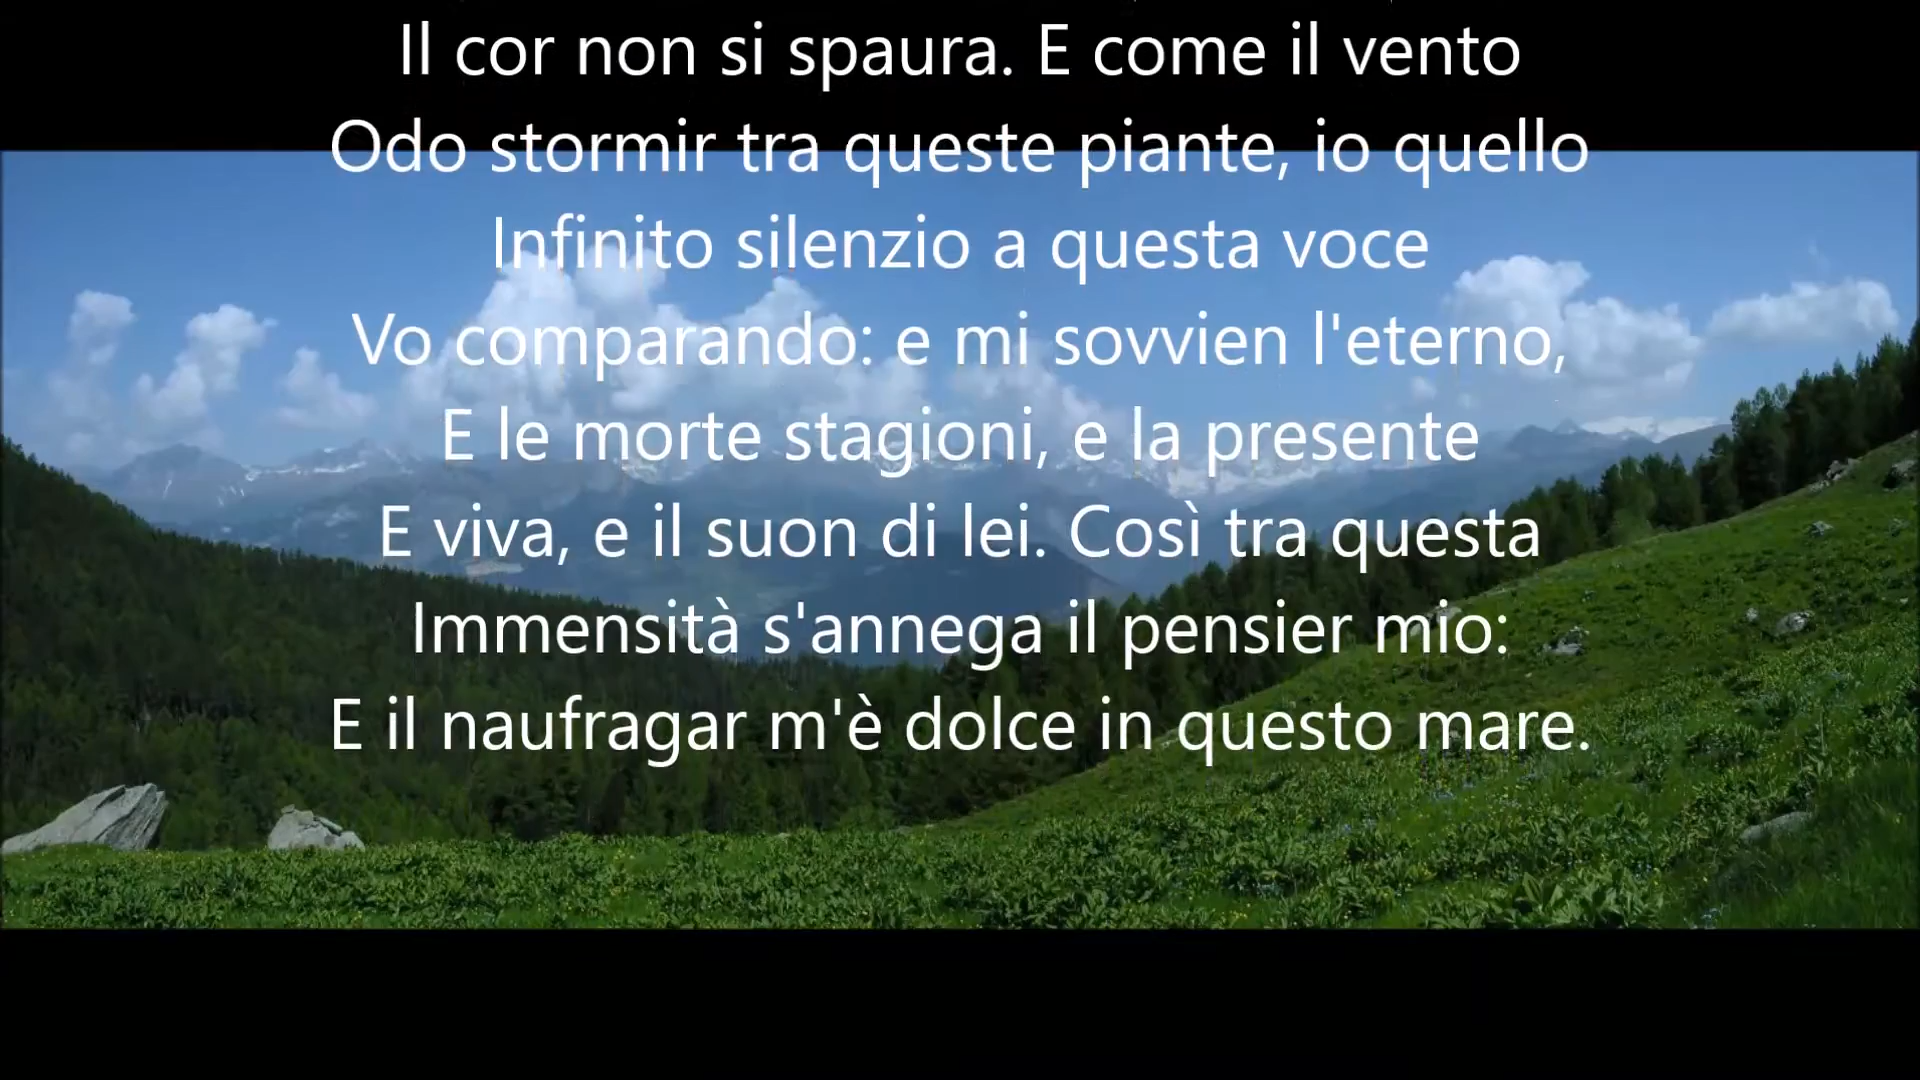 Il cor non si spaura. E come il vento
Odo stormir tra queste piante, io quello
Infinito silenzio a questa voce
Vo comparando: e mi sovvien l'eterno,
E le morte stagioni, e la presente
E viva, e il suon di lei. Così tra questa
Immensità s'annega il pensier mio:
E il naufragar m'è dolce in questo mare.